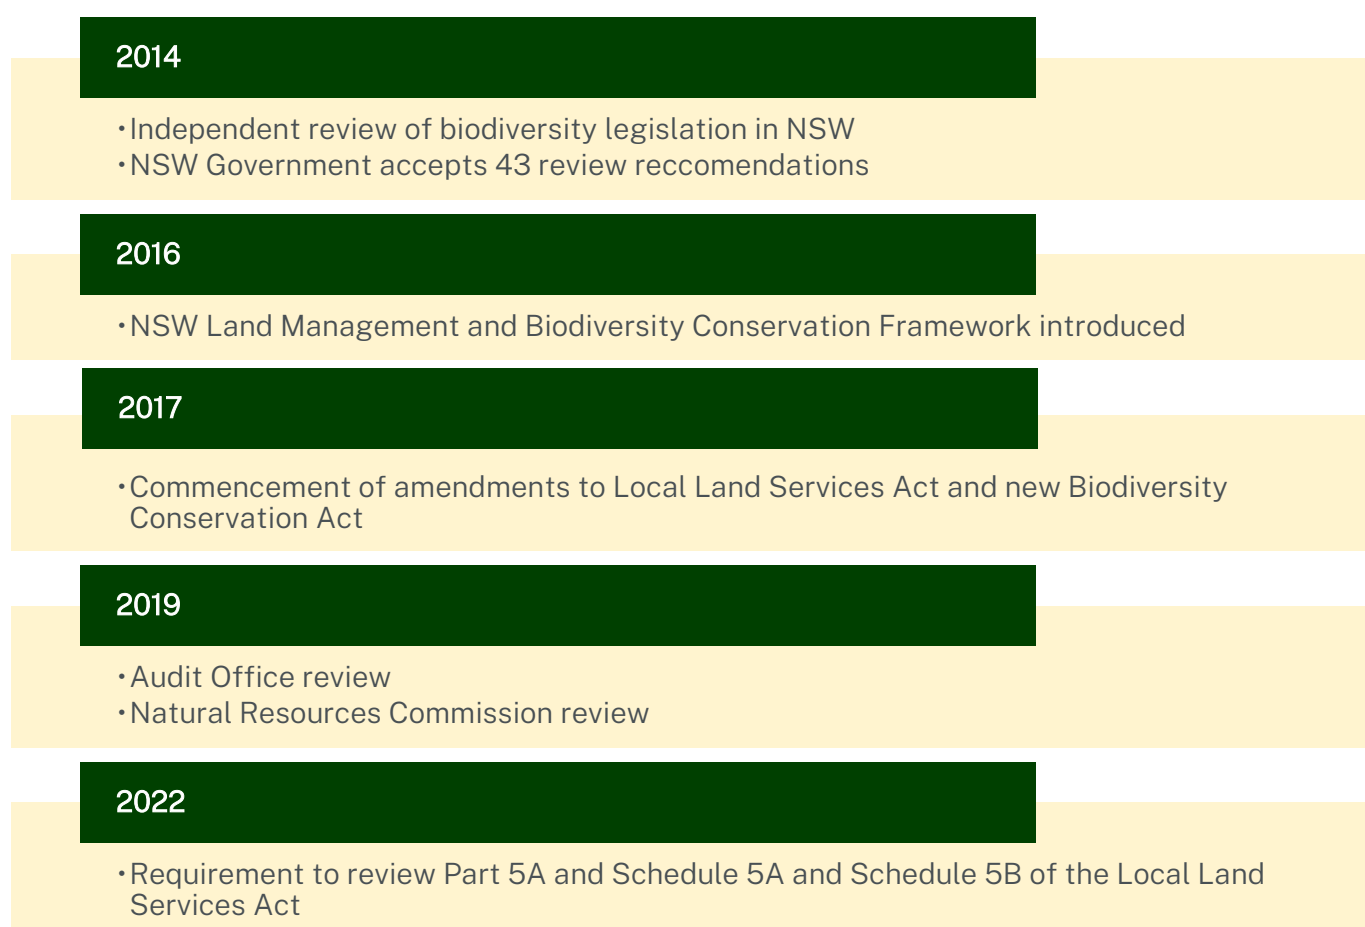 2014
·Independent review of biodiversity legislation in NSW
·NSW Government accepts 43 review reccomendations
2016
·NSW Land Management and Biodiversity Conservation Framework introduced
2017
·Commencement of amendments to Local Land Services Act and new Biodiversity
Conservation Act
2019
·Audit Office review
·Natural Resources Commission review
2022
·Requirement to review Part 5A and Schedule 5A and Schedule 5B of the Local Land
Services Act